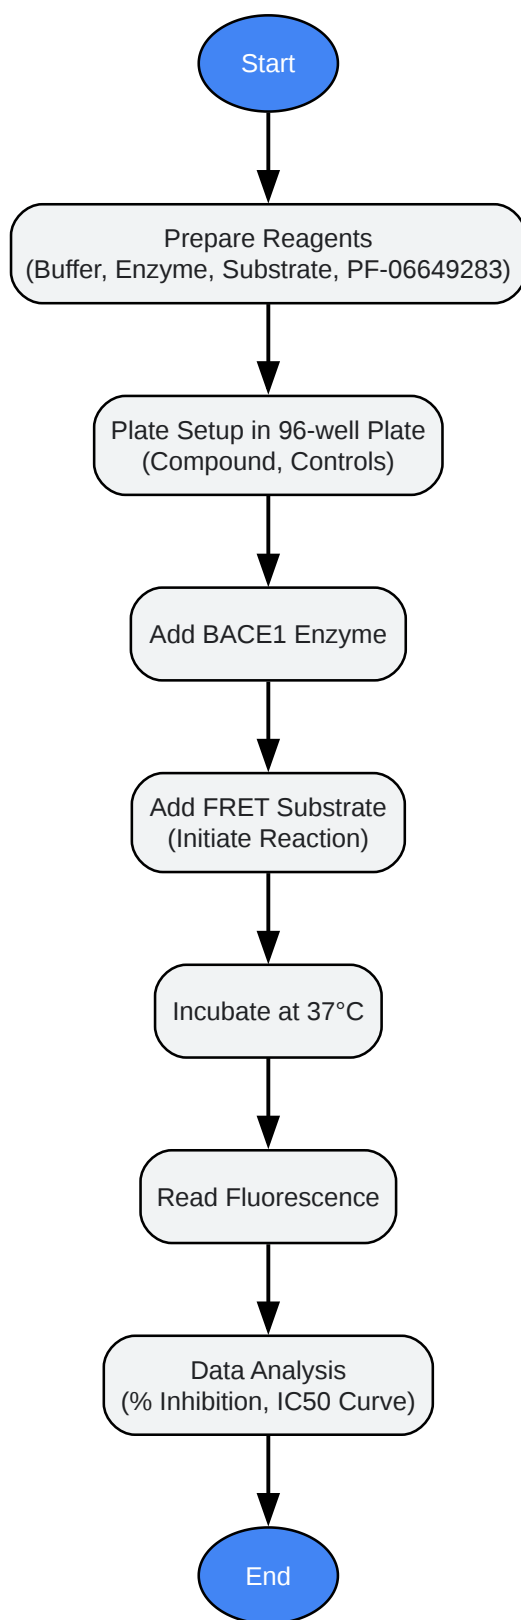 Start
Prepare Reagents
(Buffer, Enzyme, Substrate, PF-06649283)
Plate Setup in 96-well Plate
(Compound, Controls)
Add BACE1 Enzyme
Add FRET Substrate
(Initiate Reaction)
Incubate at 37°C
Read Fluorescence
Data Analysis
(% Inhibition, IC50 Curve)
End